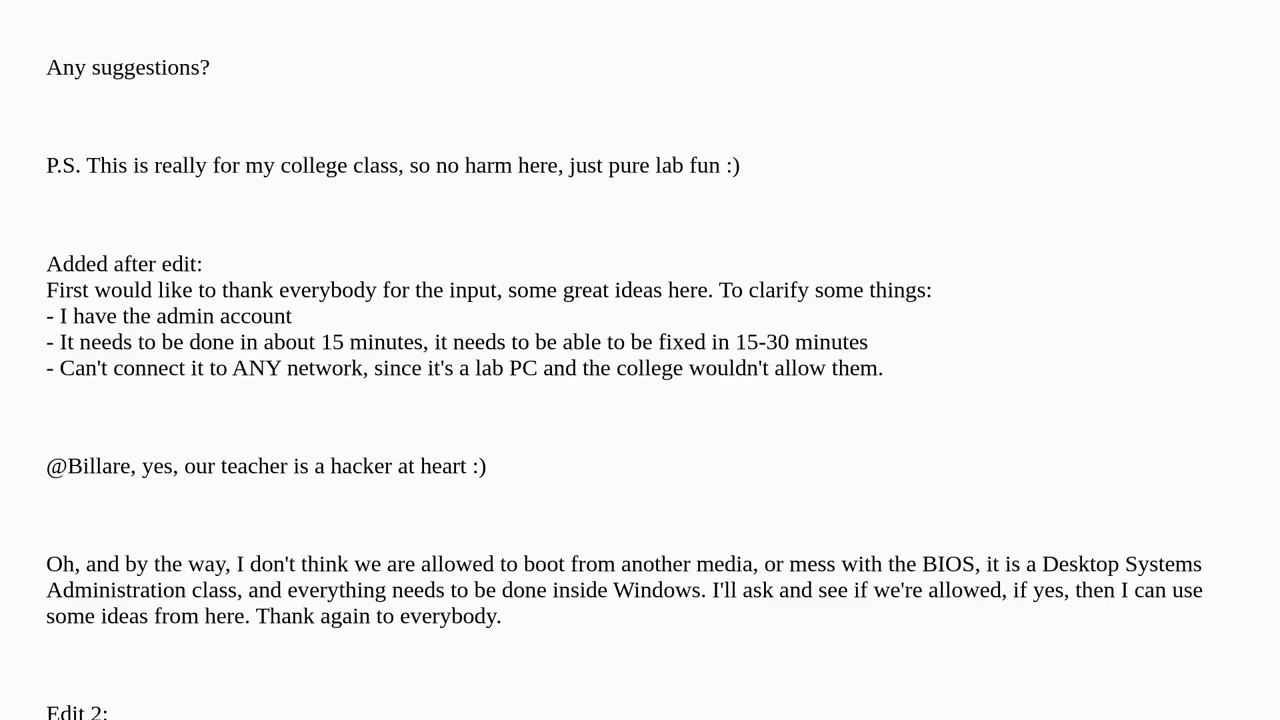 Any suggestions?
P.S. This is really for my college class, so no harm here, just pure lab fun :)
Added after edit:
First would like to thank everybody for the input, some great ideas here. To clarify some things:
- I have the admin account
- It needs to be done in about 15 minutes, it needs to be able to be fixed in 15-30 minutes
- Can't connect it to ANY network, since it's a lab PC and the college wouldn't allow them.
@Billare, yes, our teacher is a hacker at heart :)
Oh, and by the way, I don't think we are allowed to boot from another media, or mess with the BIOS, it is a Desktop Systems
Administration class, and everything needs to be done inside Windows. I'll ask and see if we're allowed, if yes, then I can use
some ideas from here. Thank again to everybody.
Edit 2: